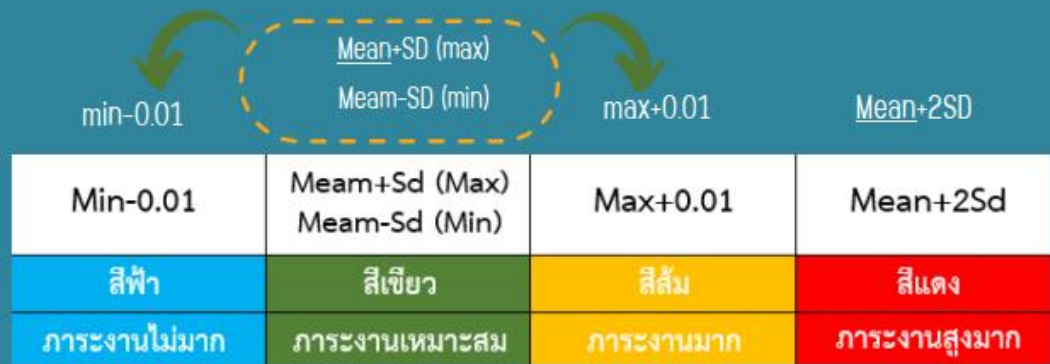 Mean+SD (max)
Meam-SD (min)
min-0.01
max+0.01
Mean+2SD
Min-0.01
Meam+Sd (Max)
Meam-Sd (Min)
Max+0.01
Mean+2Sd
สีฟ้า
สีเขียว
สีส้ม
สีแดง
ภาระงานไม่มาก
ภาระงานเหมาะสม
ภาระงานมาก
ภาระงานสูงมาก